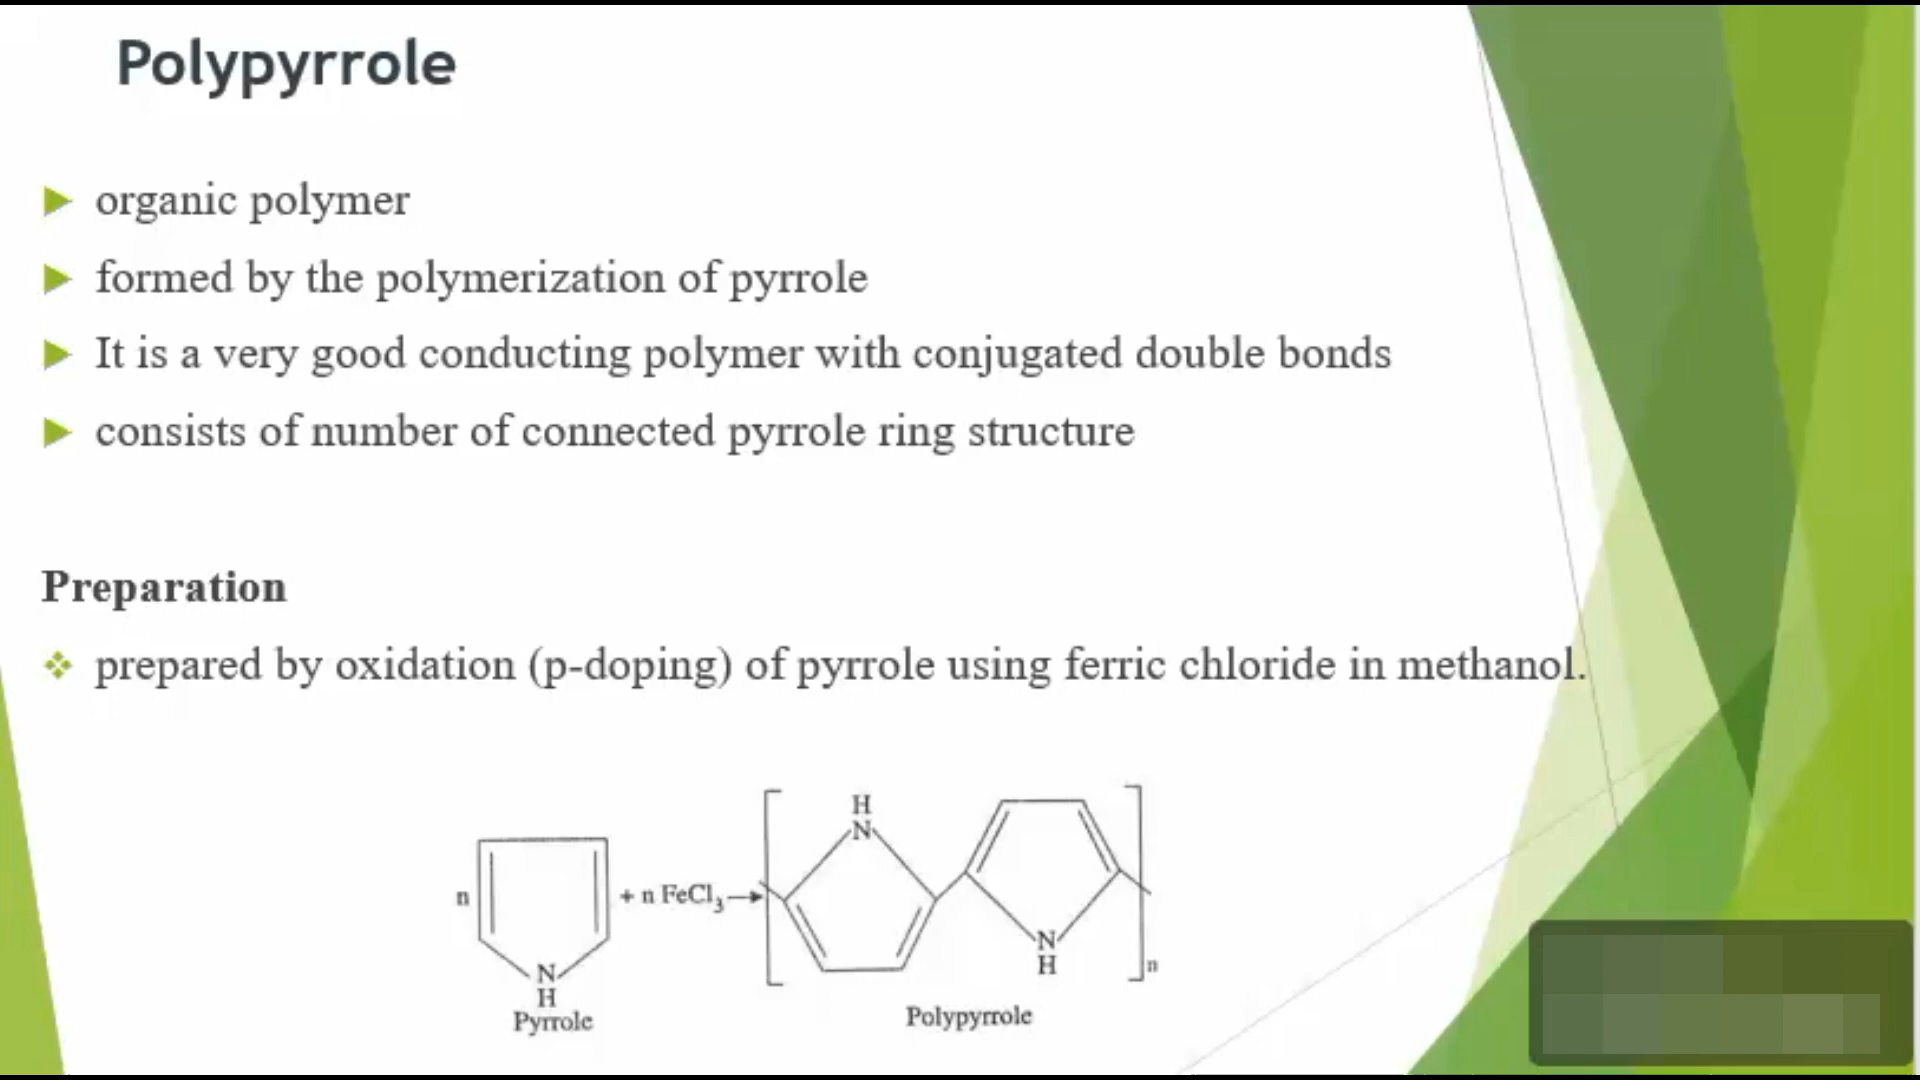 Polypyrrole
organic polymer
formed by the polymerization of pyrrole
It is a very good conducting polymer with conjugated double bonds
consists of number of connected pyrrole ring structure
Preparation
prepared by oxidation (p-doping) of pyrrole using ferric chloride in methanol.
n
N
H
Pyrrole
+ n FeCl₃
H
N
N
H
n
Polypyrrole